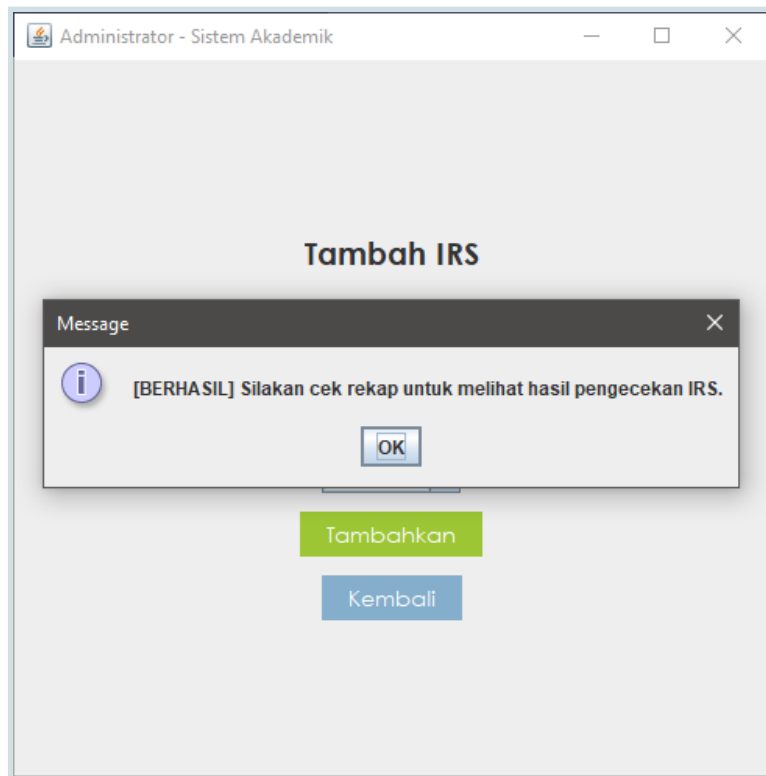 Administrator - Sistem Akademik
Tambah IRS
Message
[BERHASIL] Silakan cek rekap untuk melihat hasil pengecekan IRS.
OK
Tambahkan
Kembali